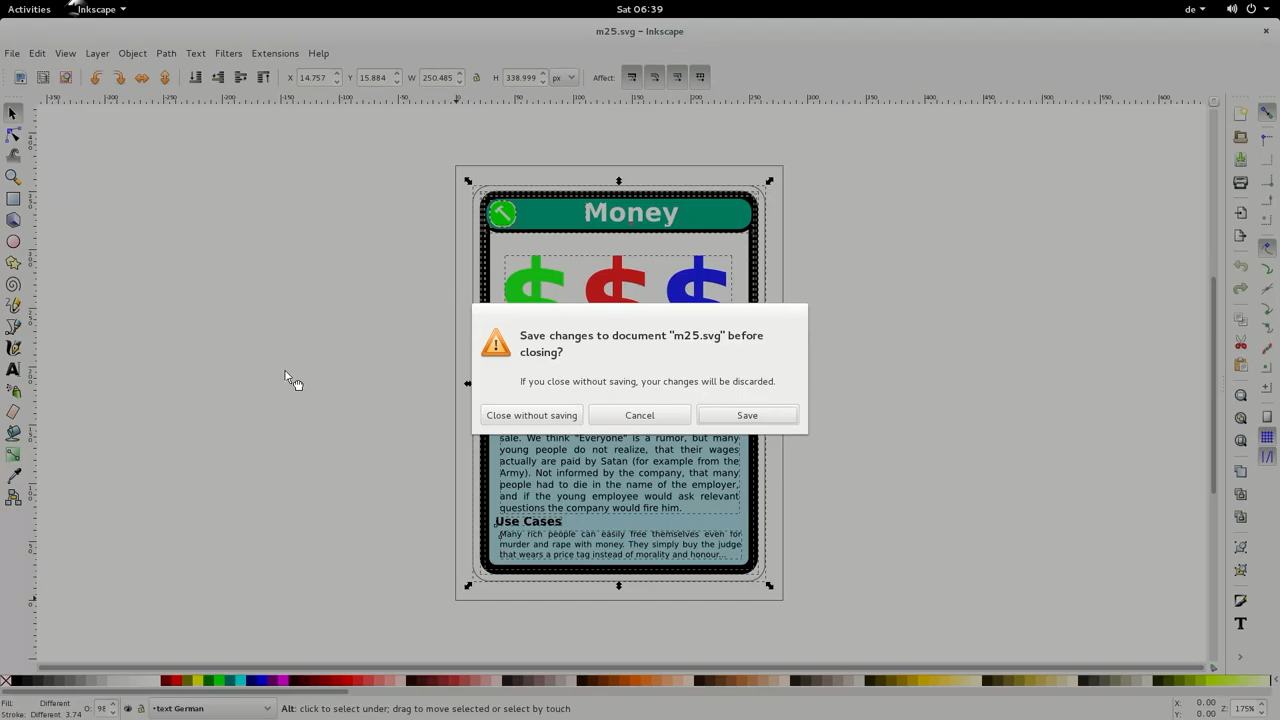 Activities
Inkscape
Sat 06:39
de
m25.svg – Inkscape
File Edit View Layer Object Path Text Filters Extensions Help
X 14.757 Y 15.884 W 250.485 H 338.999 px Affect:
Money
$ $ $
Save changes to document "m25.svg" before
closing?
If you close without saving, your changes will be discarded.
Close without saving Cancel Save
sale. We think "Everyone" is a rumor, but many
young people do not realize, that their wages
actually are paid by Satan (for example from the
Army). Not informed by the company, that many
people had to die in the name of the employer,
and if the young employee would ask relevant
questions the company would fire him.
Use Cases
Many rich people can easily free themselves even for
murder and rape with money. They simply buy the judge
that wears a price tag instead of morality and honour...
Fill: Different
Stroke: Different 3.74
O: 98
•text German
Alt: click to select under; drag to move selected or select by touch
X: 0.00
Y: 0.00
Z: 175%